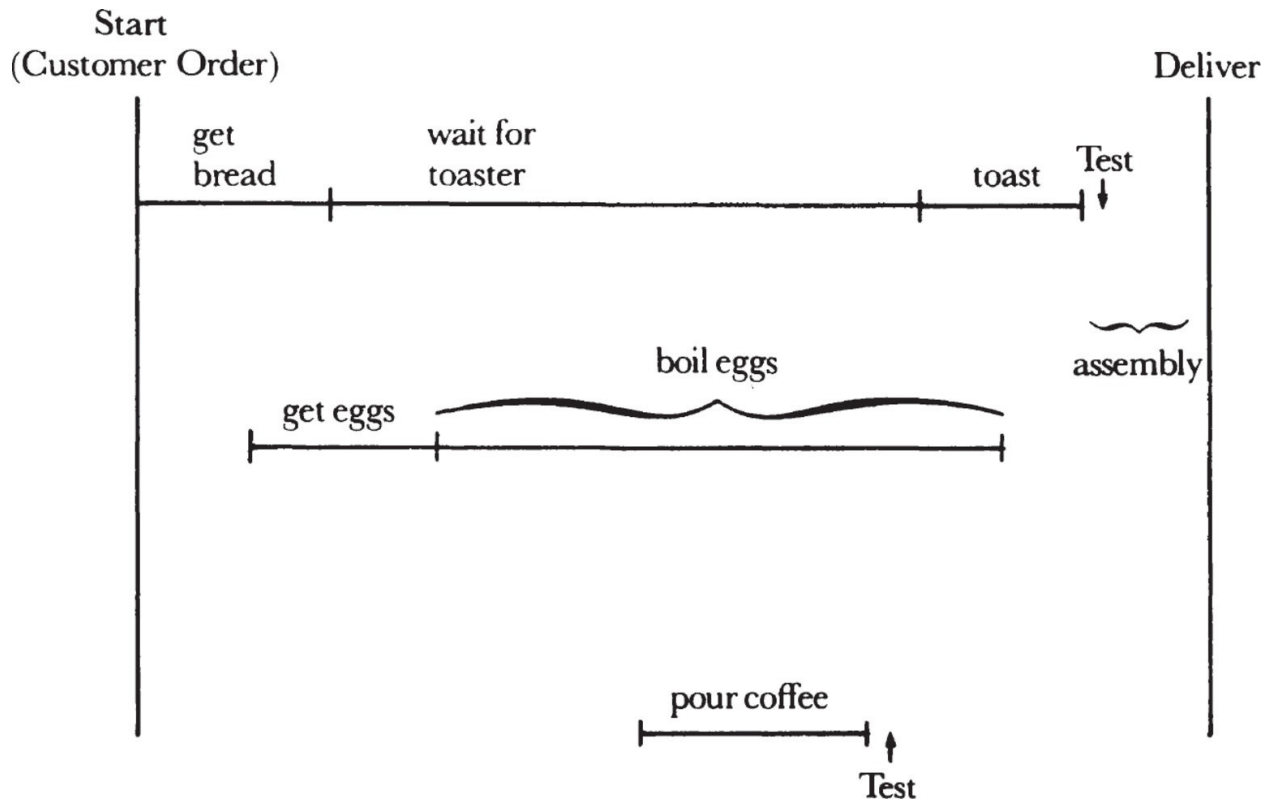 Start
(Customer Order)
Deliver
get
bread
wait for
toaster
toast
Test
assembly
boil eggs
get eggs
pour coffee
Test